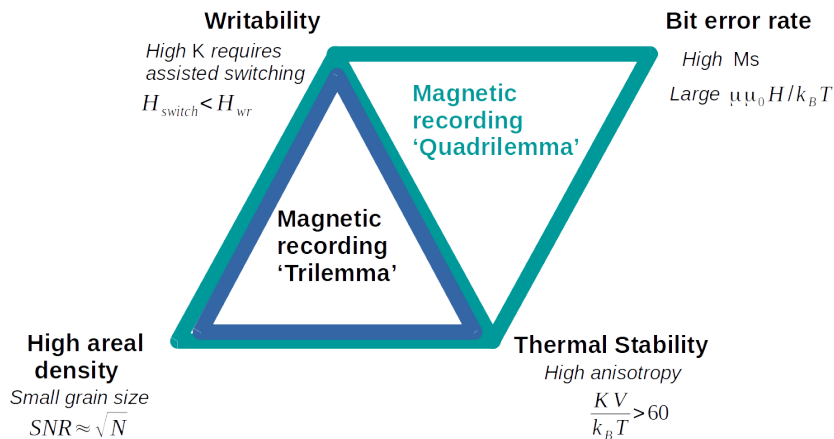 Writability
High K requires
assisted switching
H_switch < H_wr
Bit error rate
High Ms
Large μμ₀H/k_BT
Magnetic
recording
‘Quadrilemma’
Magnetic
recording
‘Trilemma’
High areal
density
Small grain size
SNR≈√N
Thermal Stability
High anisotropy
KV/k_BT>60